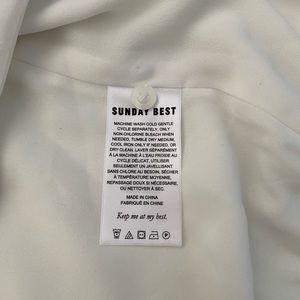 SUNDAY BEST
MACHINE WASH COLD GENTLE
CYCLE SEPARATELY, ONLY
NON-CHLORINE BLEACH WHEN
NEEDED, TUMBLE DRY MEDIUM,
COOL IRON ONLY IF NEEDED, OR
DRY CLEAN. LAVER SÉPARÉMENT
À LA MACHINE À L'EAU FROIDE AU
CYCLE DÉLICAT, UTILISER
SEULEMENT UN JAVELLISANT
SANS CHLORE AU BESOIN, SÉCHER
À TEMPÉRATURE MOYENNE,
REPASSAGE DOUX SI NÉCESSAIRE,
OU NETTOYER À SEC.
MADE IN CHINA
FABRIQUÉ EN CHINE
Keep me at my best.